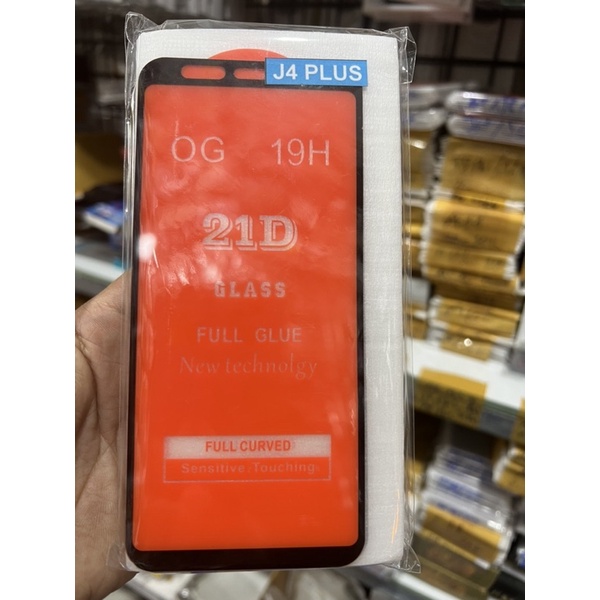 J4 PLUS
OG 19H
21D
GLASS
FULL GLUE
New technolgy
FULL CURVED
Sensitive Touching